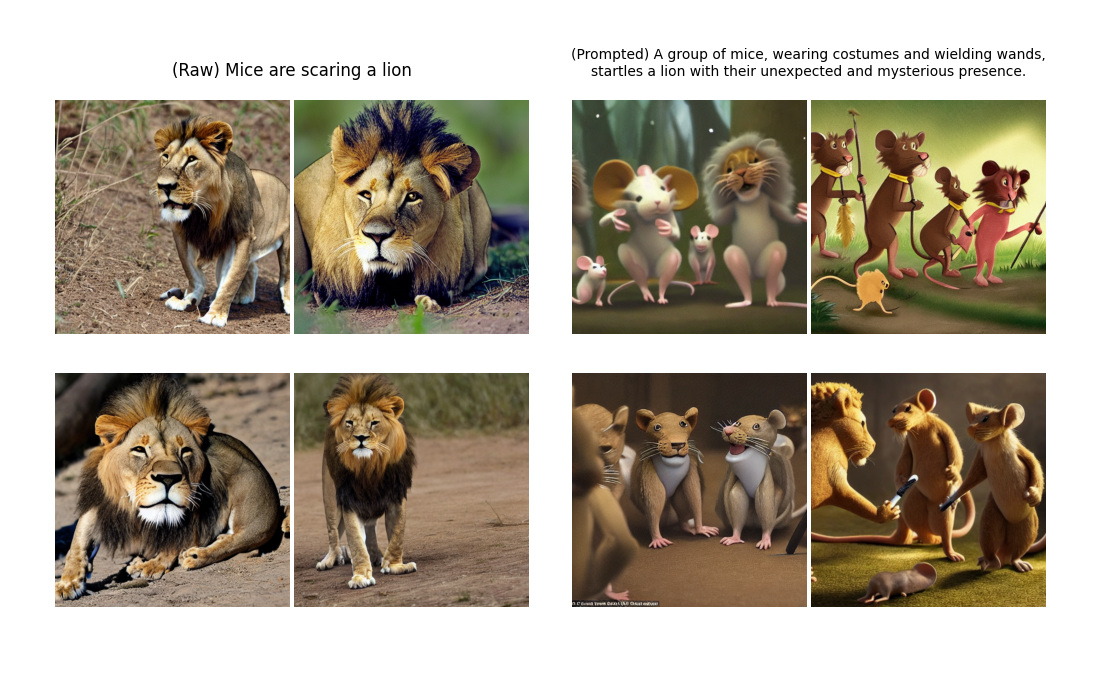 (Raw) Mice are scaring a lion
(Prompted) A group of mice, wearing costumes and wielding wands,
startles a lion with their unexpected and mysterious presence.